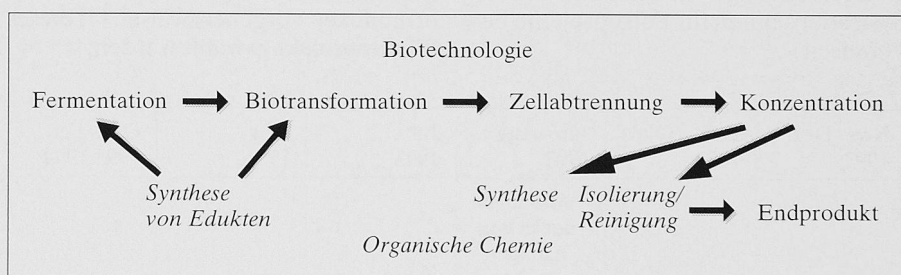 Biotechnologie
Fermentation Biotransformation Zellabtrennung Konzentration
Synthese
von Edukten
Synthese Isolierung/
Reinigung
Endprodukt
Organische Chemie